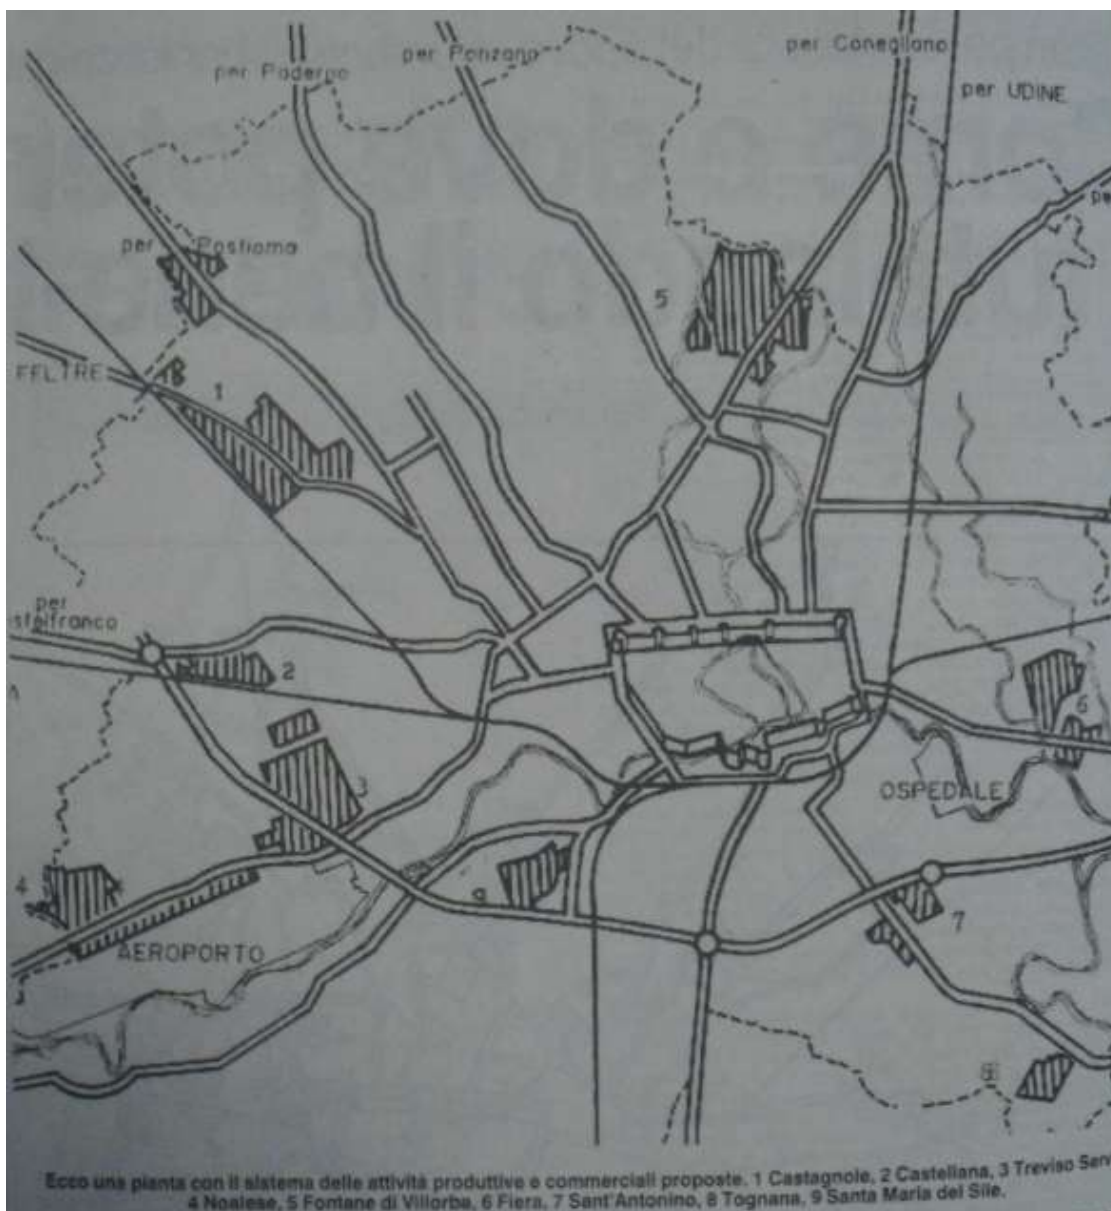 per Conegliano
per Ponzano
per Paderno
per UDINE
pe
per Postioma
5
FELTRE
1
per
stelfranco
2
6
3
OSPEDALE
4
9
7
AEROPORTO
8
Ecco una pianta con il sistema delle attività produttive e commerciali proposte. 1 Castagnole, 2 Castellana, 3 Treviso Serv
4 Noalese, 5 Fontane di Villorba, 6 Fiera, 7 Sant'Antonino, 8 Tognana, 9 Santa Maria del Sile.